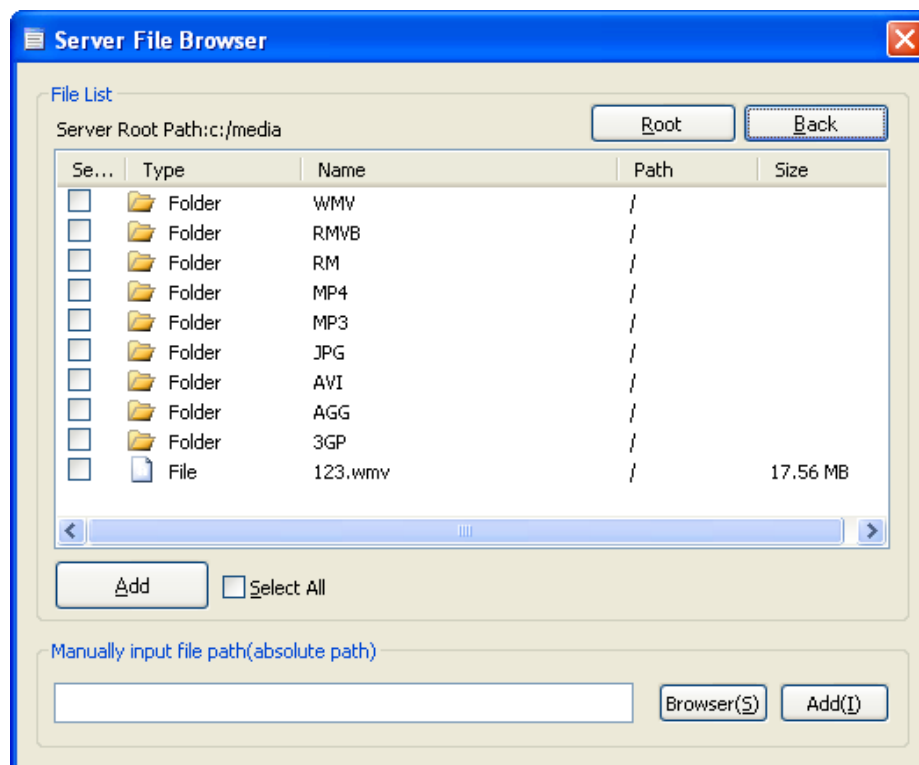 Server File Browser
File List
Server Root Path:c:/media
Root
Back
Se... Type Name Path Size
Folder WMV /
Folder RMVB /
Folder RM /
Folder MP4 /
Folder MP3 /
Folder JPG /
Folder AVI /
Folder AGG /
Folder 3GP /
File 123.wmv / 17.56 MB
Add
Select All
Manually input file path(absolute path)
Browser(S)
Add(I)